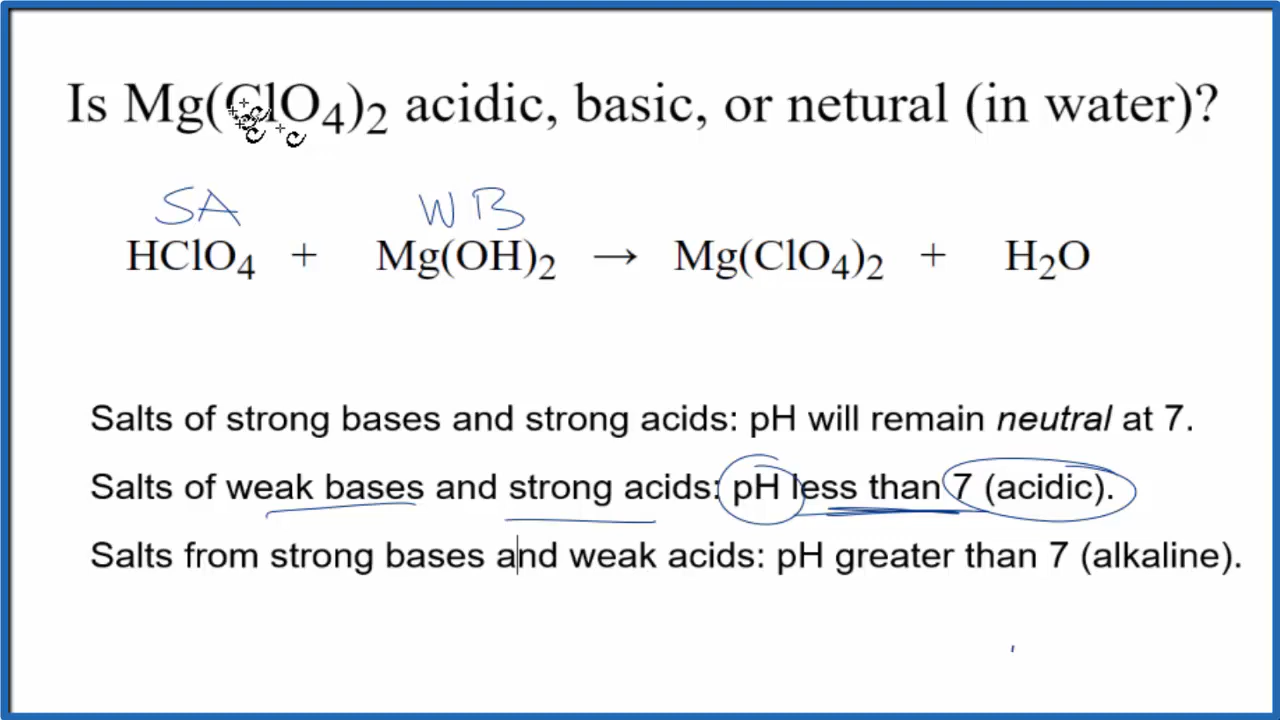 Is Mg(ClO₄)₂ acidic, basic, or netural (in water)?
SA WB
HClO₄ + Mg(OH)₂ → Mg(ClO₄)₂ + H₂O
Salts of strong bases and strong acids: pH will remain neutral at 7.
Salts of weak bases and strong acids: pH less than 7 (acidic).
Salts from strong bases and weak acids: pH greater than 7 (alkaline).